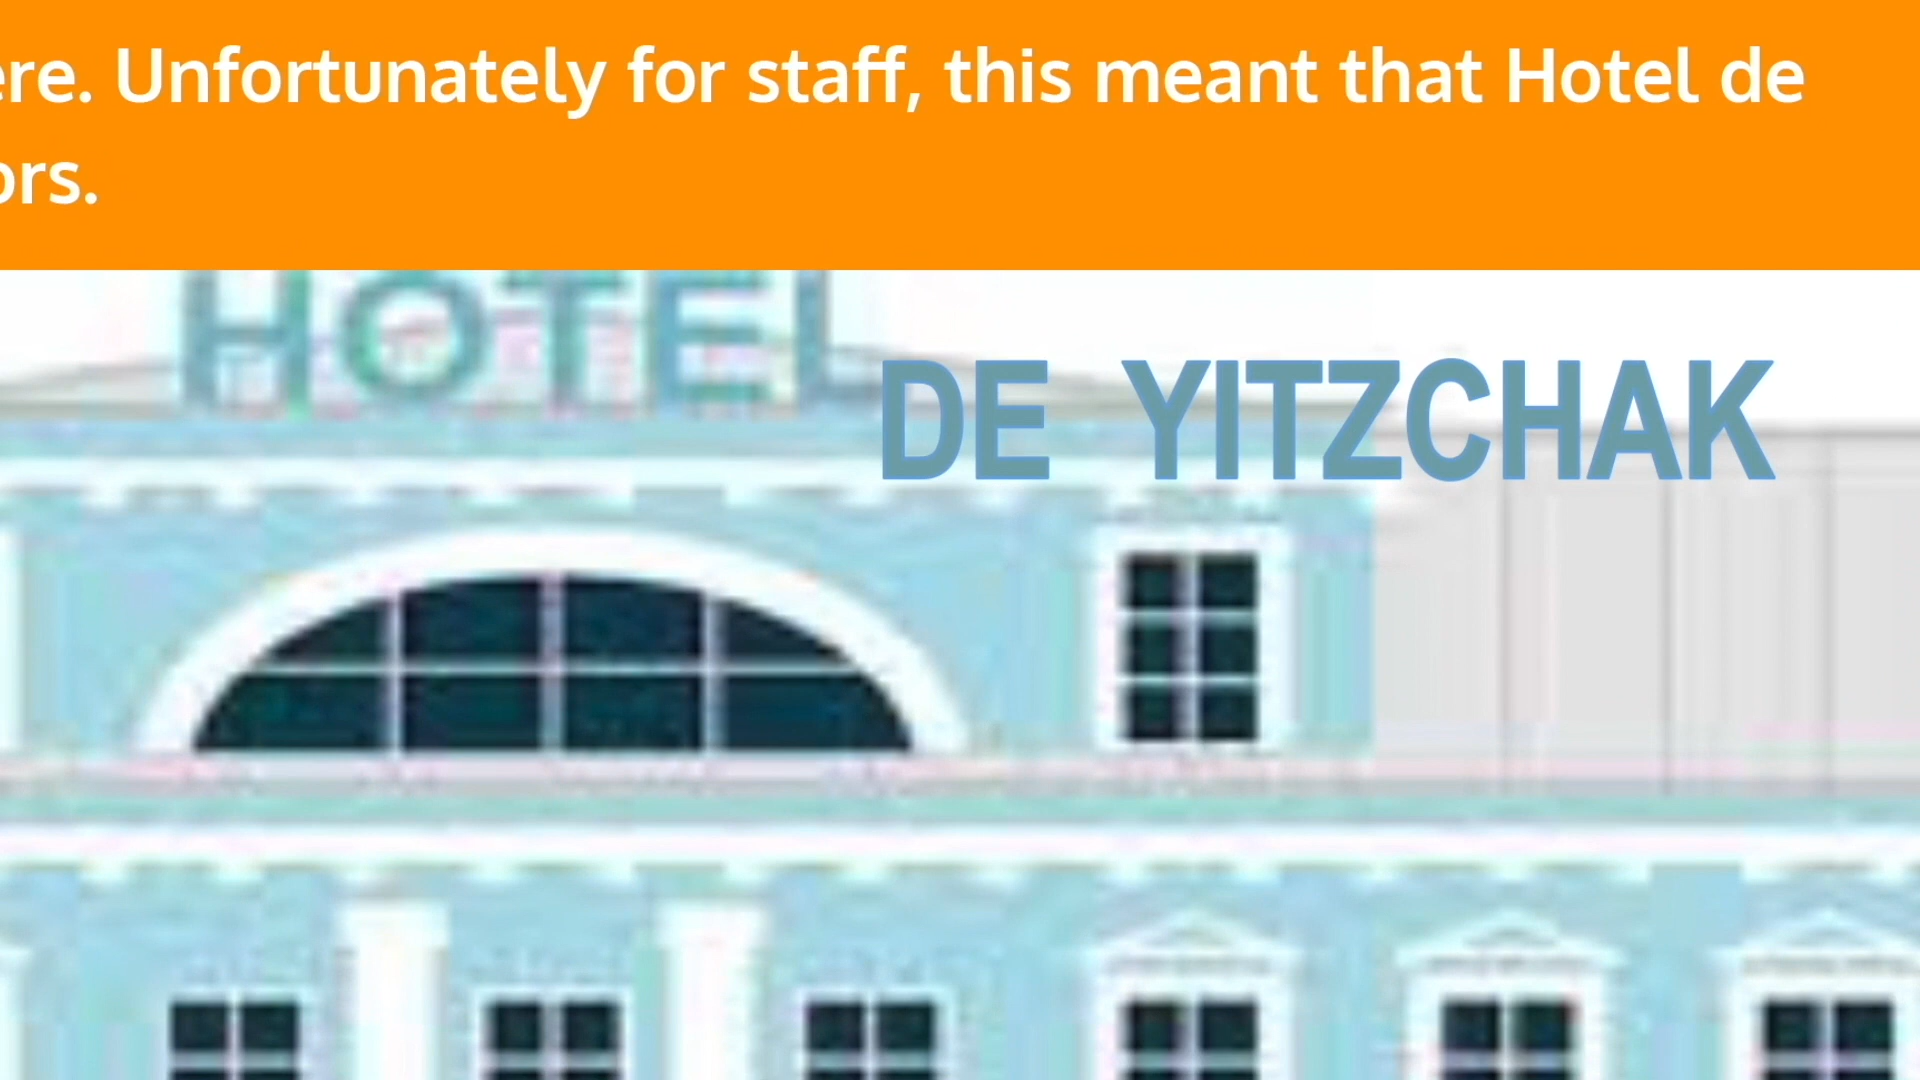 ere. Unfortunately for staff, this meant that Hotel de
ors.
HOTEL
DE YITZCHAK